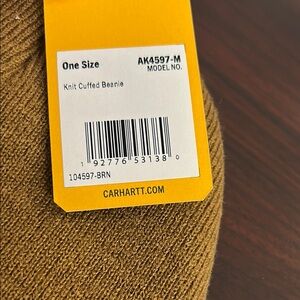 One Size AK4597-M
MODEL NO.
Knit Cuffed Beanie
1 92776 53138 0
104597-BRN
CARHARTT.COM